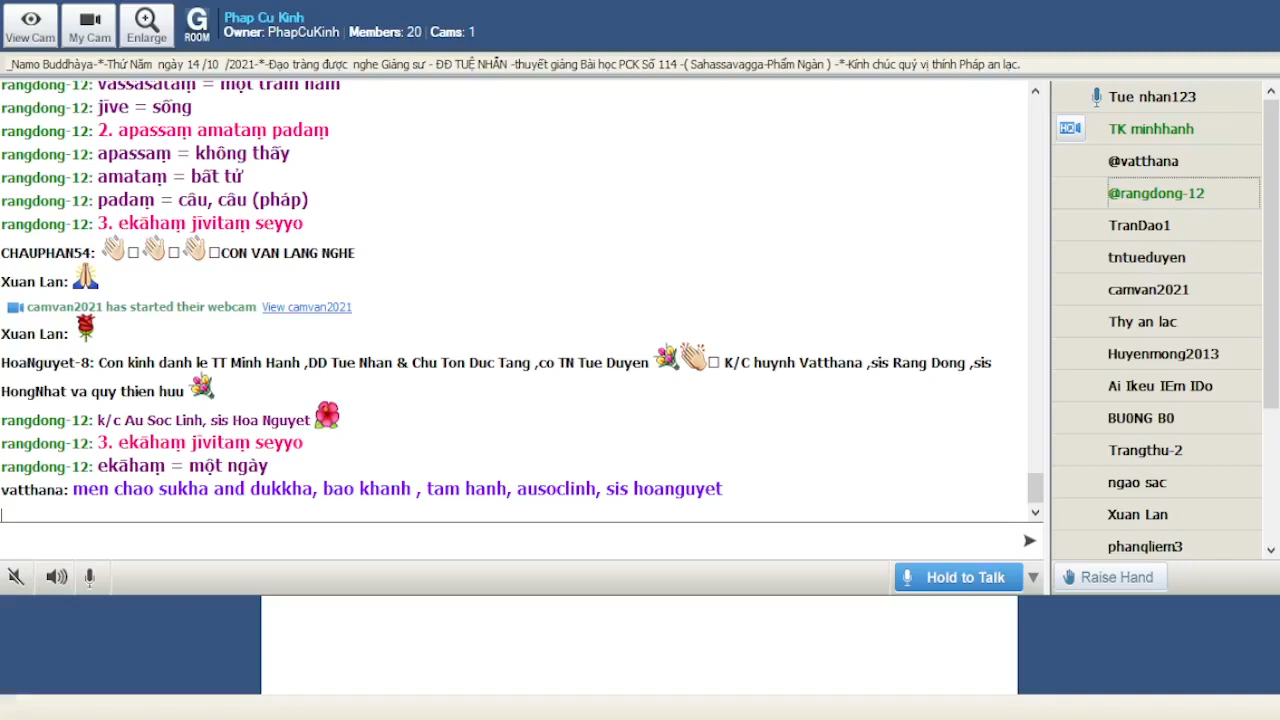 View Cam
My Cam
Enlarge
G
ROOM
Phap Cu Kinh
Owner: PhapCuKinh | Members: 20 | Cams: 1
_Namo Buddhàya-*-Thứ Năm ngày 14 /10 /2021-*-Đạo tràng được nghe Giảng sư - ĐĐ TUỆ NHẪN -thuyết giảng Bài học PCK Số 114 -( Sahassavagga-Phẩm Ngàn ) -*-Kính chúc quý vị thính Pháp an lạc.
rangdong-12: vassasataṃ = một trăm năm
rangdong-12: jīve = sống
rangdong-12: 2. apassaṃ amataṃ padaṃ
rangdong-12: apassaṃ = không thấy
rangdong-12: amataṃ = bất tử
rangdong-12: padaṃ = câu, câu (pháp)
rangdong-12: 3. ekāhaṃ jīvitaṃ seyyo
CHAUPHAN54: 👏🏻□👏🏻□👏🏻□CON VAN LANG NGHE
Xuan Lan: 🙏
camvan2021 has started their webcam View camvan2021
Xuan Lan: 🌹
HoaNguyet-8: Con kinh danh le TT Minh Hanh ,DD Tue Nhan & Chu Ton Duc Tang ,co TN Tue Duyen 💐👏🏻□ K/C huynh Vatthana ,sis Rang Dong ,sis
HongNhat va quy thien huu 💐
rangdong-12: k/c Au Soc Linh, sis Hoa Nguyet 🌺
rangdong-12: 3. ekāhaṃ jīvitaṃ seyyo
rangdong-12: ekāhaṃ = một ngày
vatthana: men chao sukha and dukkha, bao khanh , tam hanh, ausoclinh, sis hoanguyet
Hold to Talk
Tue nhan123
HD
TK minhhanh
@vatthana
@rangdong-12
TranDao1
tntueduyen
camvan2021
Thy an lac
Huyenmong2013
Ai Ikeu IEm IDo
BU0NG B0
Trangthu-2
ngao sac
Xuan Lan
phanqliem3
Raise Hand